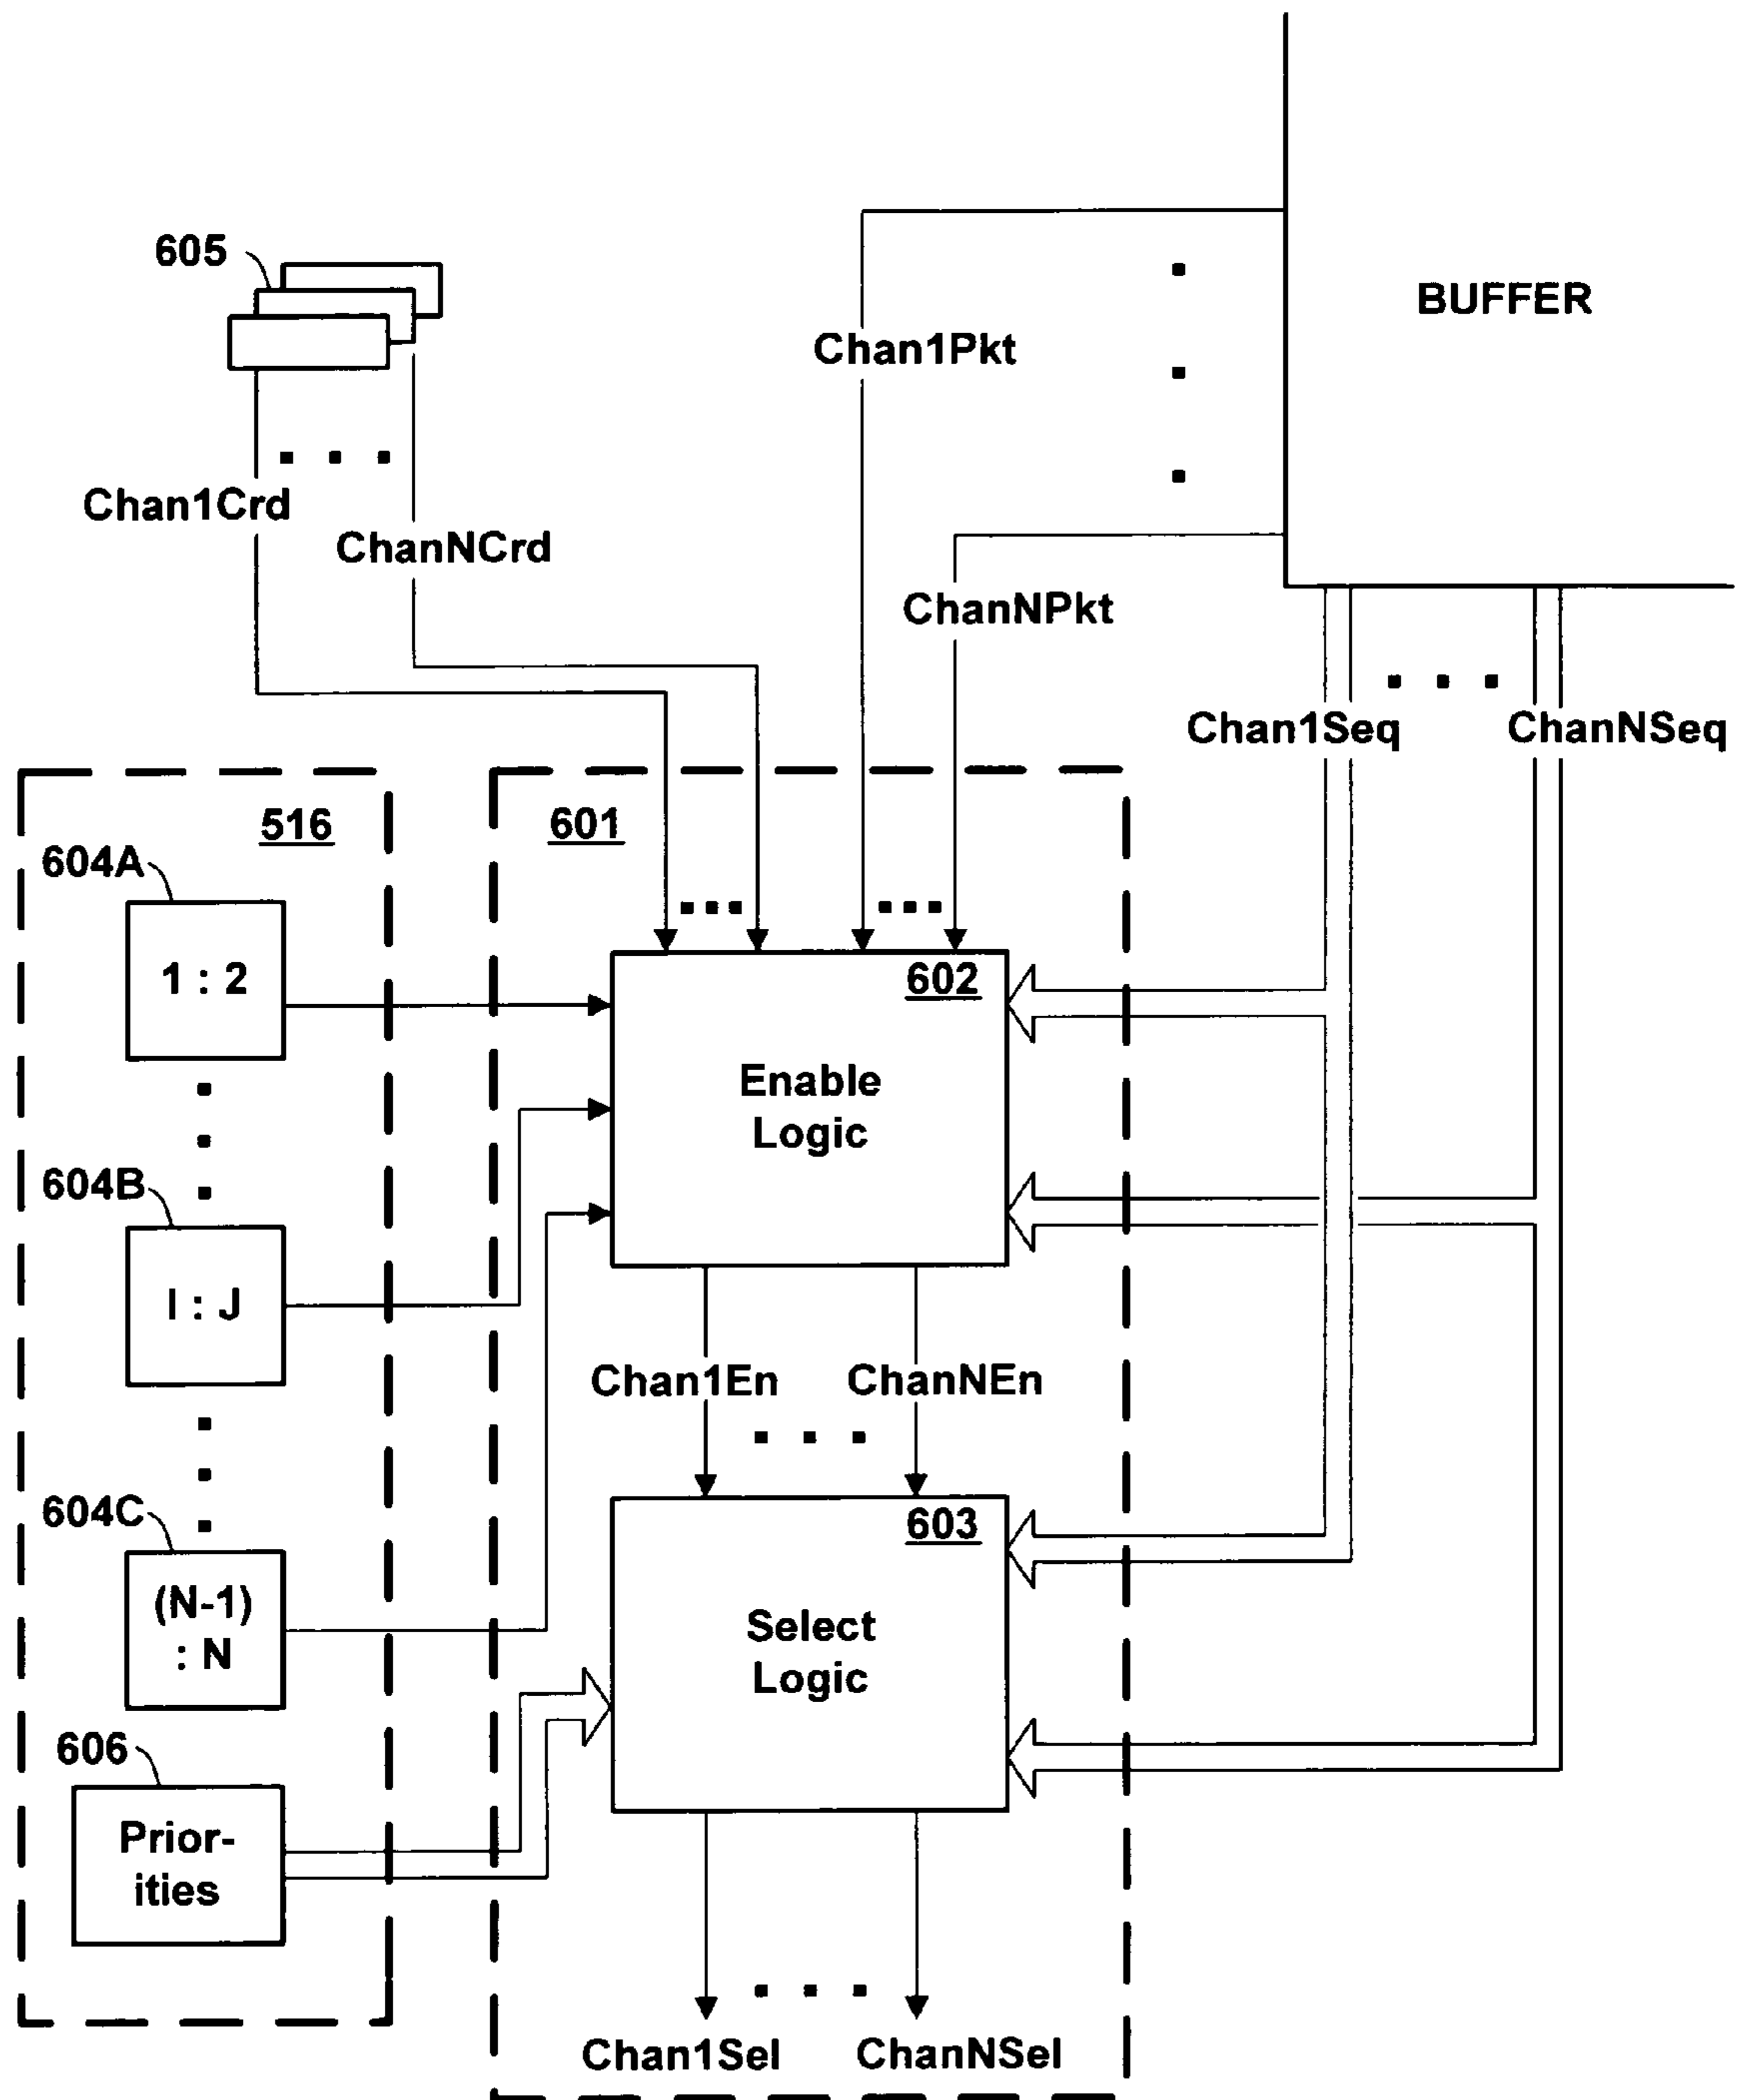 605
BUFFER
Chan1Pkt
Chan1Crd
ChanNCrd
ChanNPkt
Chan1Seq
ChanNSeq
516
601
604A
1 : 2
602
Enable
Logic
604B
I : J
Chan1En
ChanNEn
604C
(N-1)
: N
603
Select
Logic
606
Prior-
ities
Chan1Sel
ChanNSel